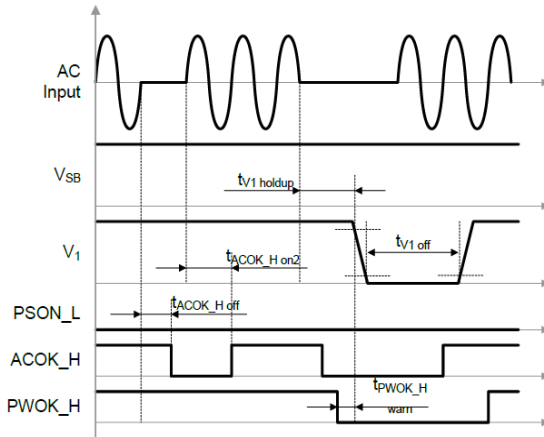 AC
Input
VSB
tV1 holdup
V1
tV1 off
tACOK_H on2
tACOK_H off
PSON_L
ACOK_H
tPWOK_H
warn
PWOK_H